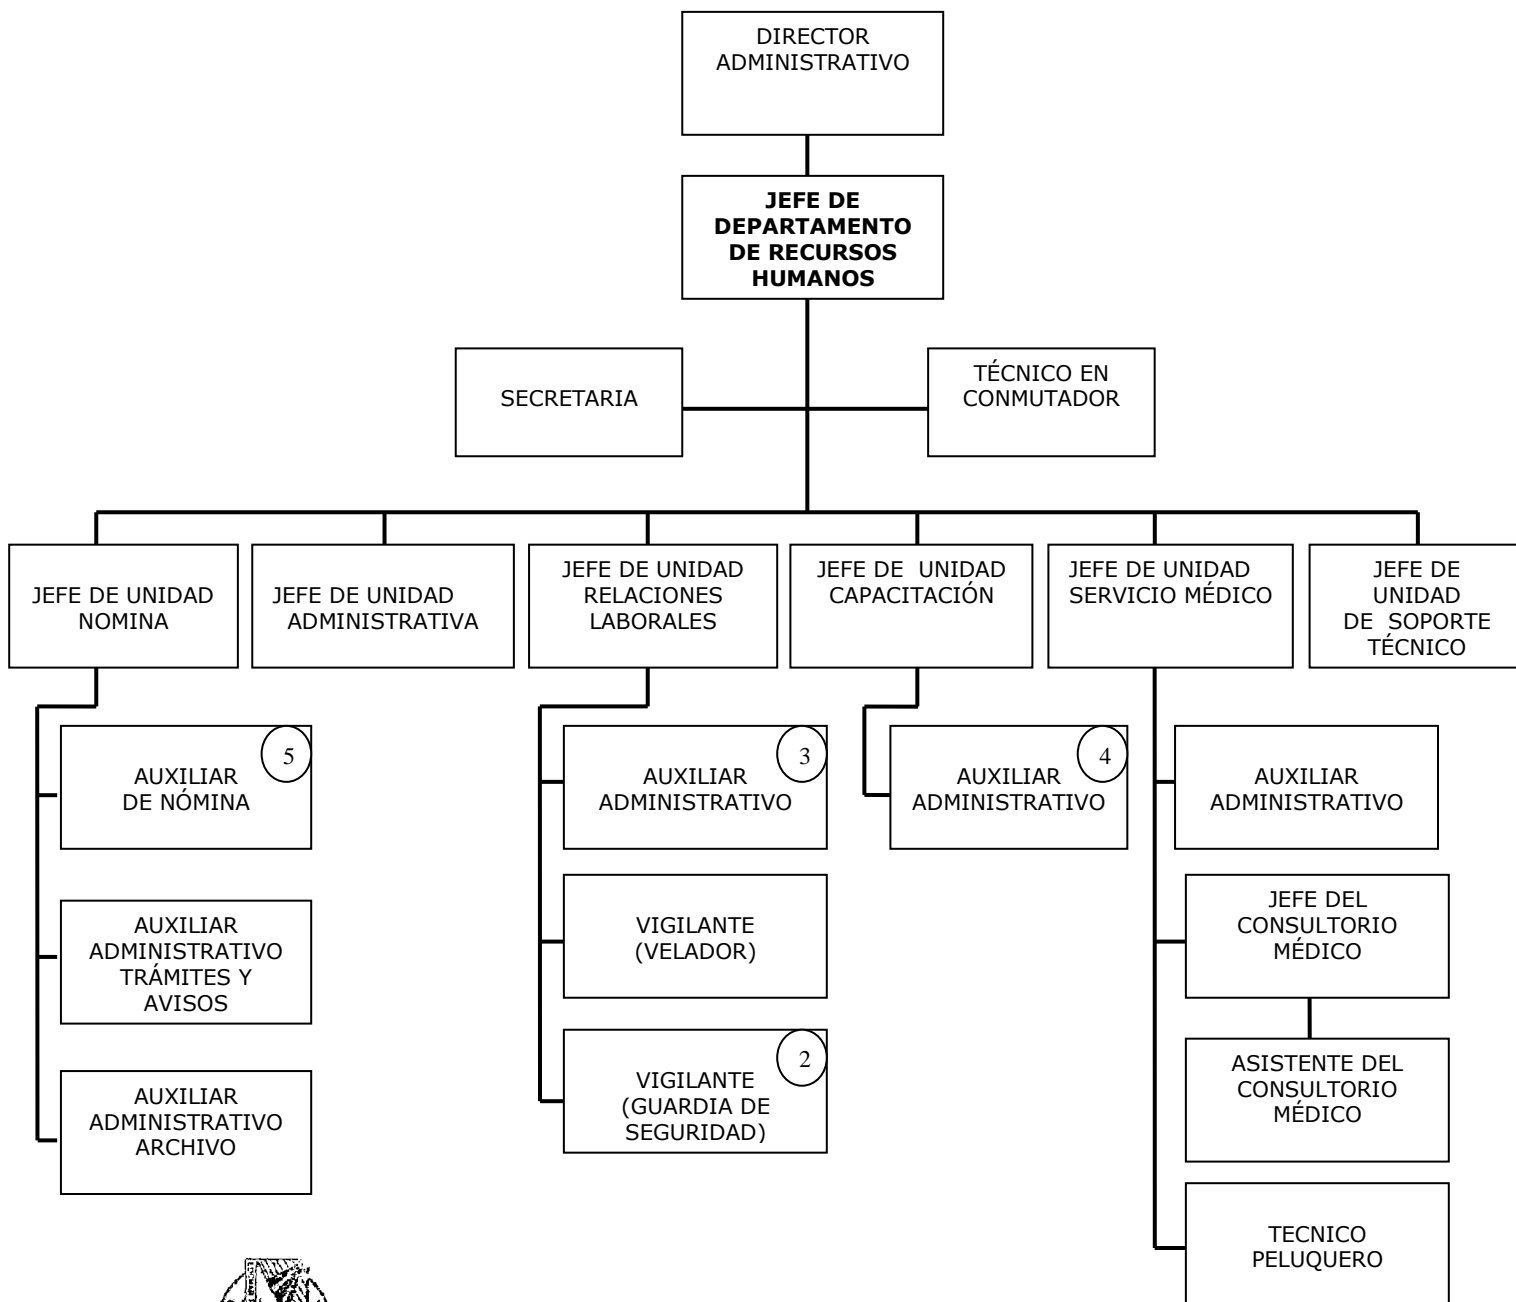 DIRECTOR
ADMINISTRATIVO
JEFE DE
DEPARTAMENTO
DE RECURSOS
HUMANOS
SECRETARIA
TÉCNICO EN
CONMUTADOR
JEFE DE UNIDAD
NOMINA
JEFE DE UNIDAD
ADMINISTRATIVA
JEFE DE UNIDAD
RELACIONES
LABORALES
JEFE DE UNIDAD
CAPACITACIÓN
JEFE DE UNIDAD
SERVICIO MÉDICO
JEFE DE
UNIDAD
DE SOPORTE
TÉCNICO
5
AUXILIAR
DE NÓMINA
3
AUXILIAR
ADMINISTRATIVO
4
AUXILIAR
ADMINISTRATIVO
AUXILIAR
ADMINISTRATIVO
AUXILIAR
ADMINISTRATIVO
TRÁMITES Y
AVISOS
VIGILANTE
(VELADOR)
JEFE DEL
CONSULTORIO
MÉDICO
AUXILIAR
ADMINISTRATIVO
ARCHIVO
2
VIGILANTE
(GUARDIA DE
SEGURIDAD)
ASISTENTE DEL
CONSULTORIO
MÉDICO
TECNICO
PELUQUERO